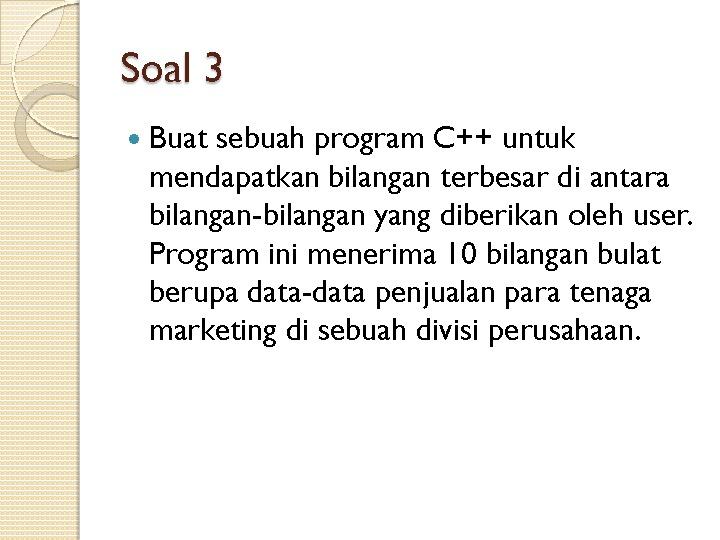 Soal 3
• Buat sebuah program C++ untuk
mendapatkan bilangan terbesar di antara
bilangan-bilangan yang diberikan oleh user.
Program ini menerima 10 bilangan bulat
berupa data-data penjualan para tenaga
marketing di sebuah divisi perusahaan.